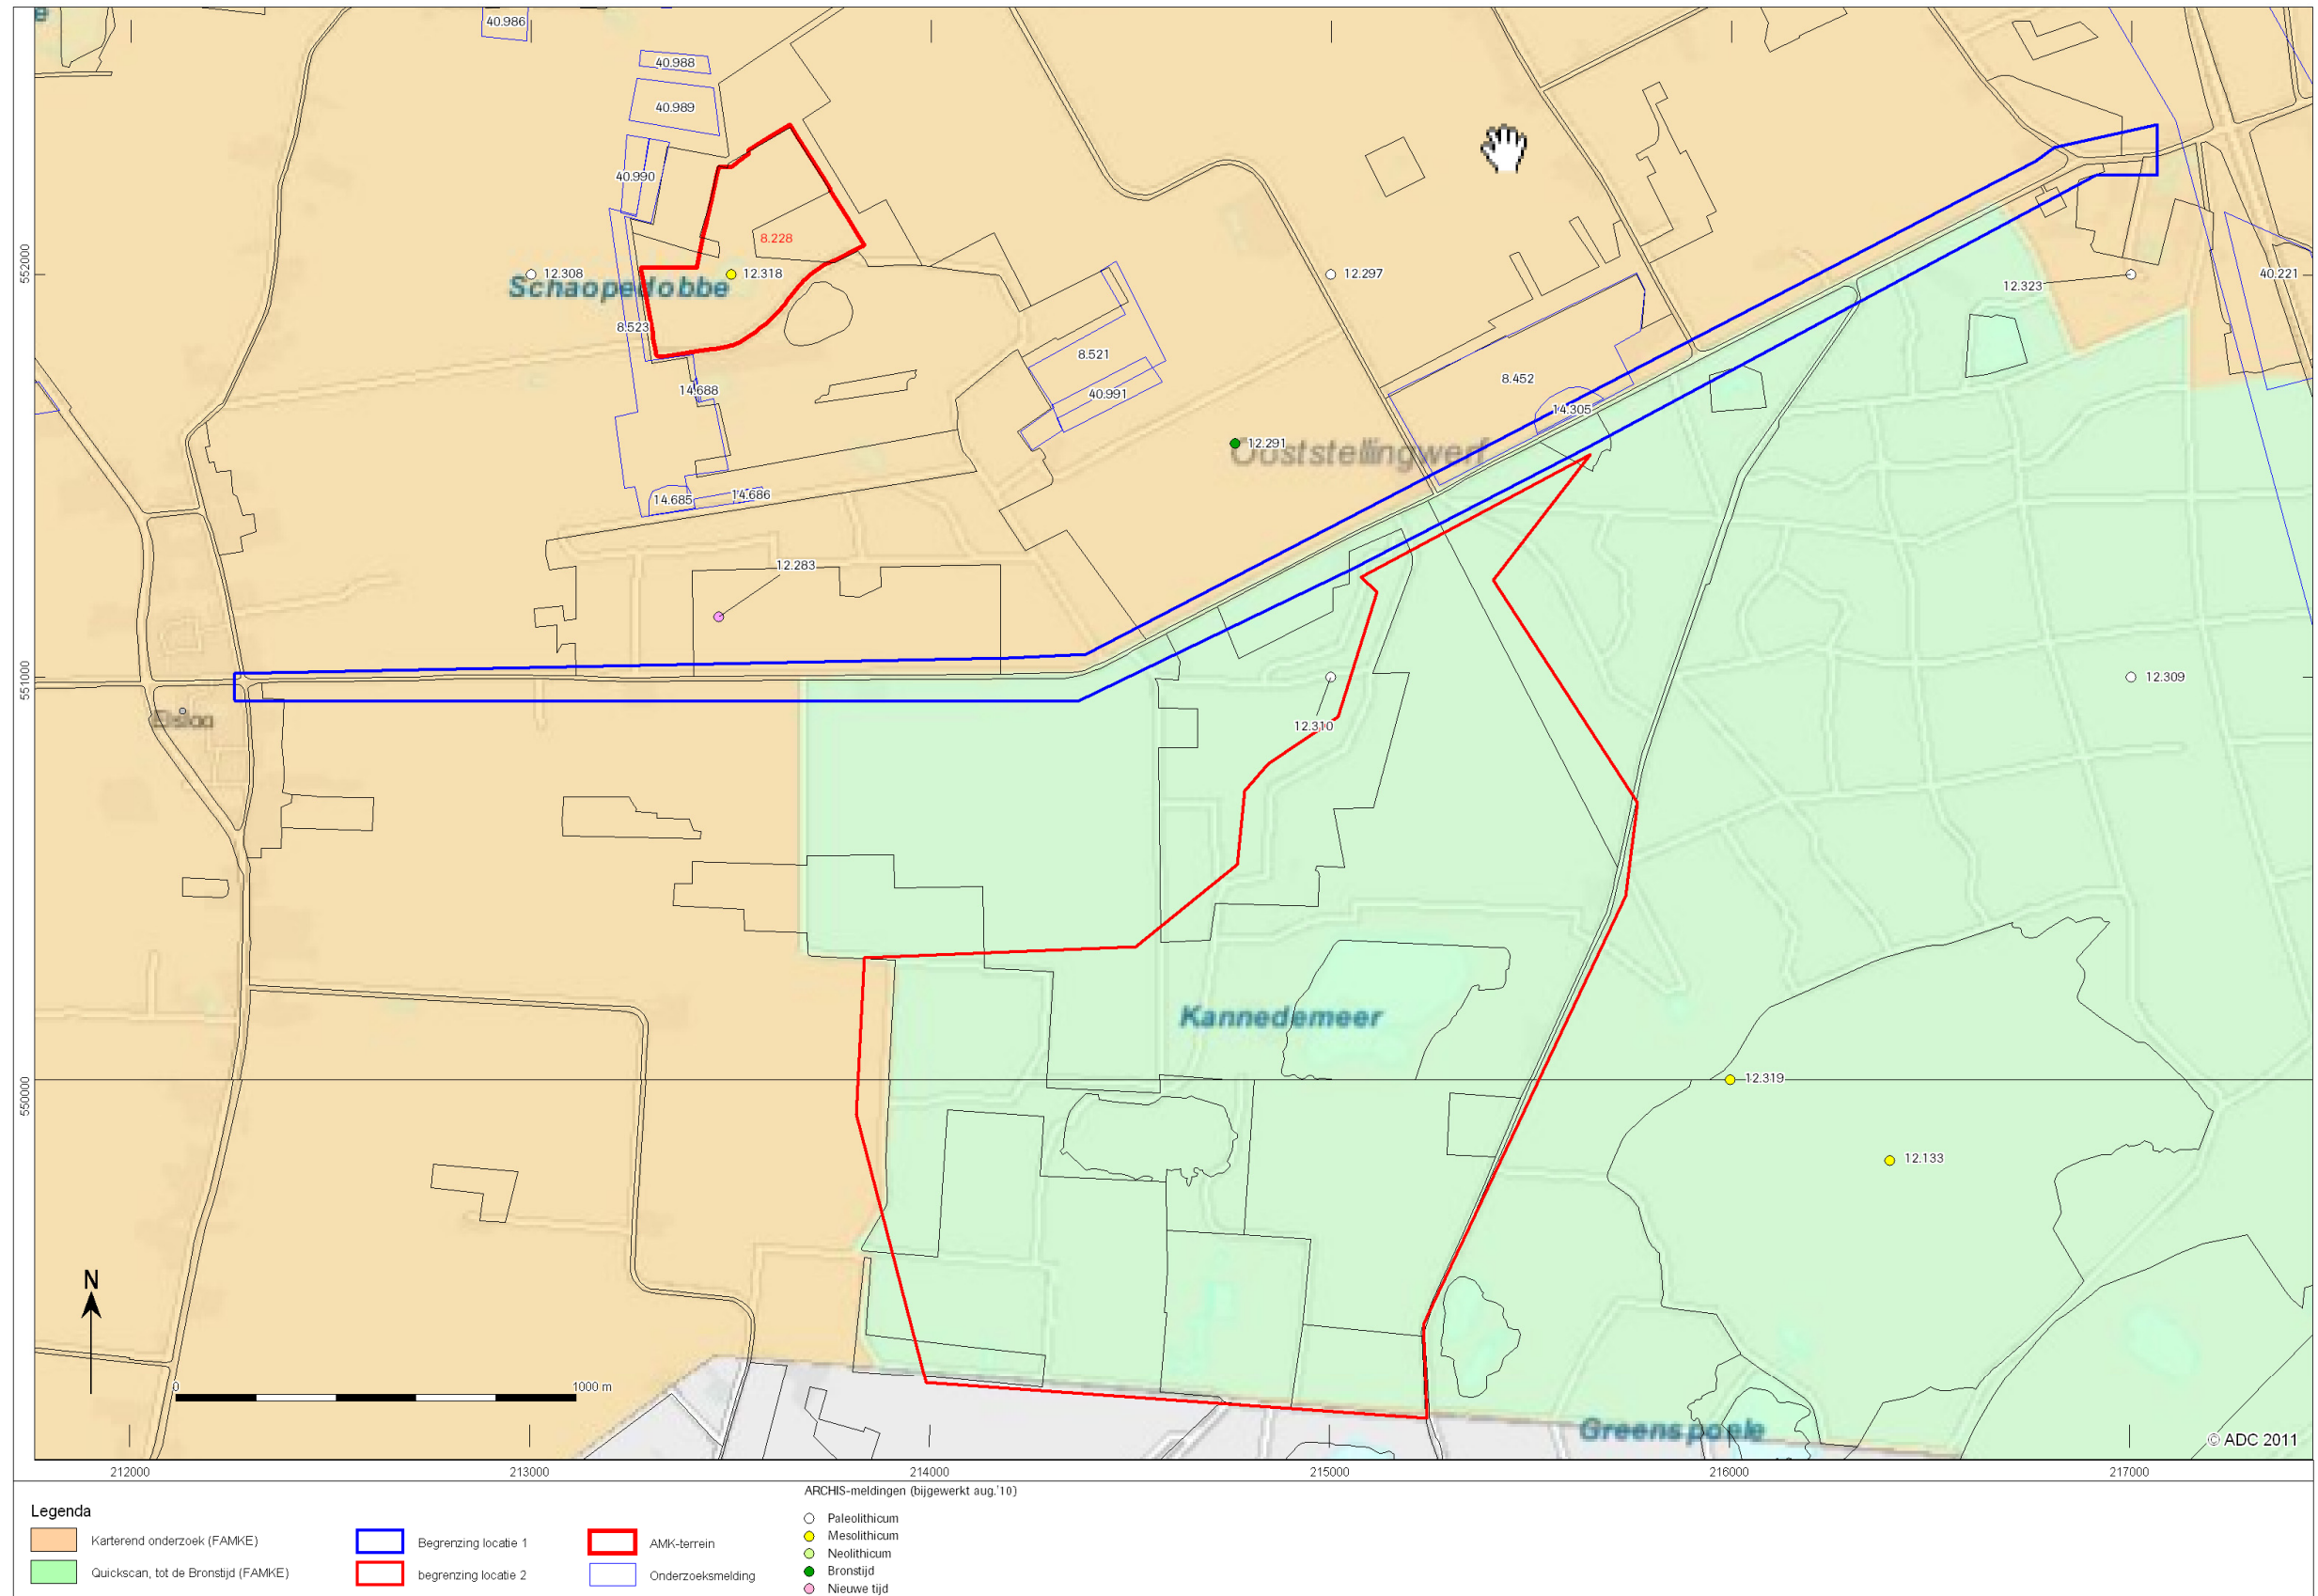 40.986
40.988
40.989
40.990
8.228
12.308
12.318
12.297
12.323
40.221
Schaopedobbe
8.523
8.521
8.452
14.688
40.991
14.305
12.291
Ooststellingwerf
14.685
14.686
12.283
12.309
Elsloo
12.310
Kannedemeer
12.319
12.133
Greenspoele
N
0
1000 m
© ADC 2011
552000
551000
550000
212000
213000
214000
215000
216000
217000
Legenda
Karterend onderzoek (FAMKE)
Quickscan, tot de Bronstijd (FAMKE)
Begrenzing locatie 1
begrenzing locatie 2
AMK-terrein
Onderzoeksmelding
ARCHIS-meldingen (bijgewerkt aug.'10)
Paleolithicum
Mesolithicum
Neolithicum
Bronstijd
Nieuwe tijd